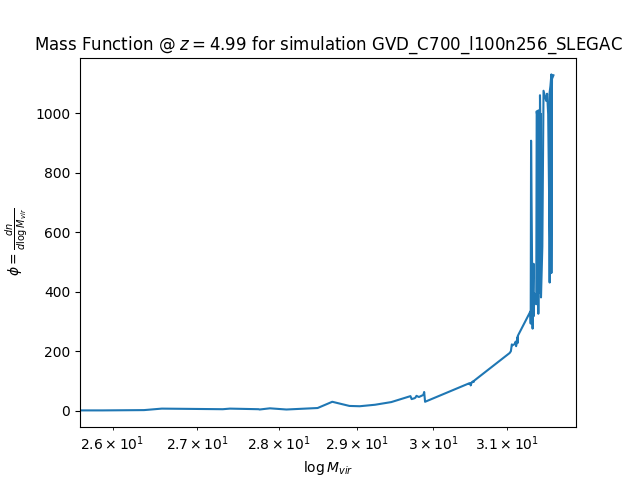 Mass Function @ z = 4.99 for simulation GVD_C700_l100n256_SLEGAC
1000
800
600
400
200
0
ϕ = dn/dlog M_vir
2.6 × 10^1 2.7 × 10^1 2.8 × 10^1 2.9 × 10^1 3 × 10^1 3.1 × 10^1
log M_vir